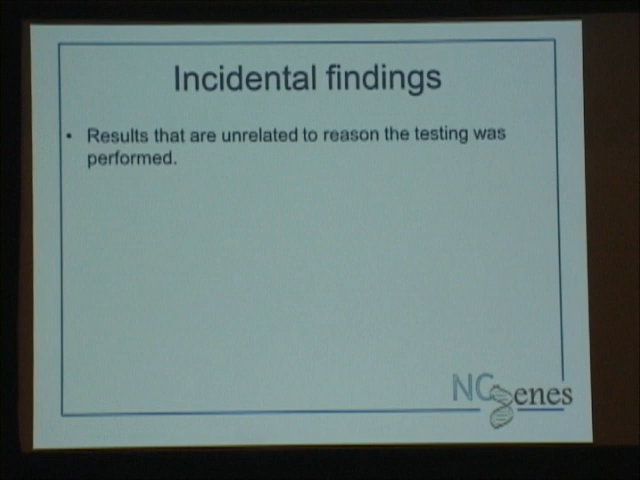 Incidental findings
• Results that are unrelated to reason the testing was
performed.
NCgenes